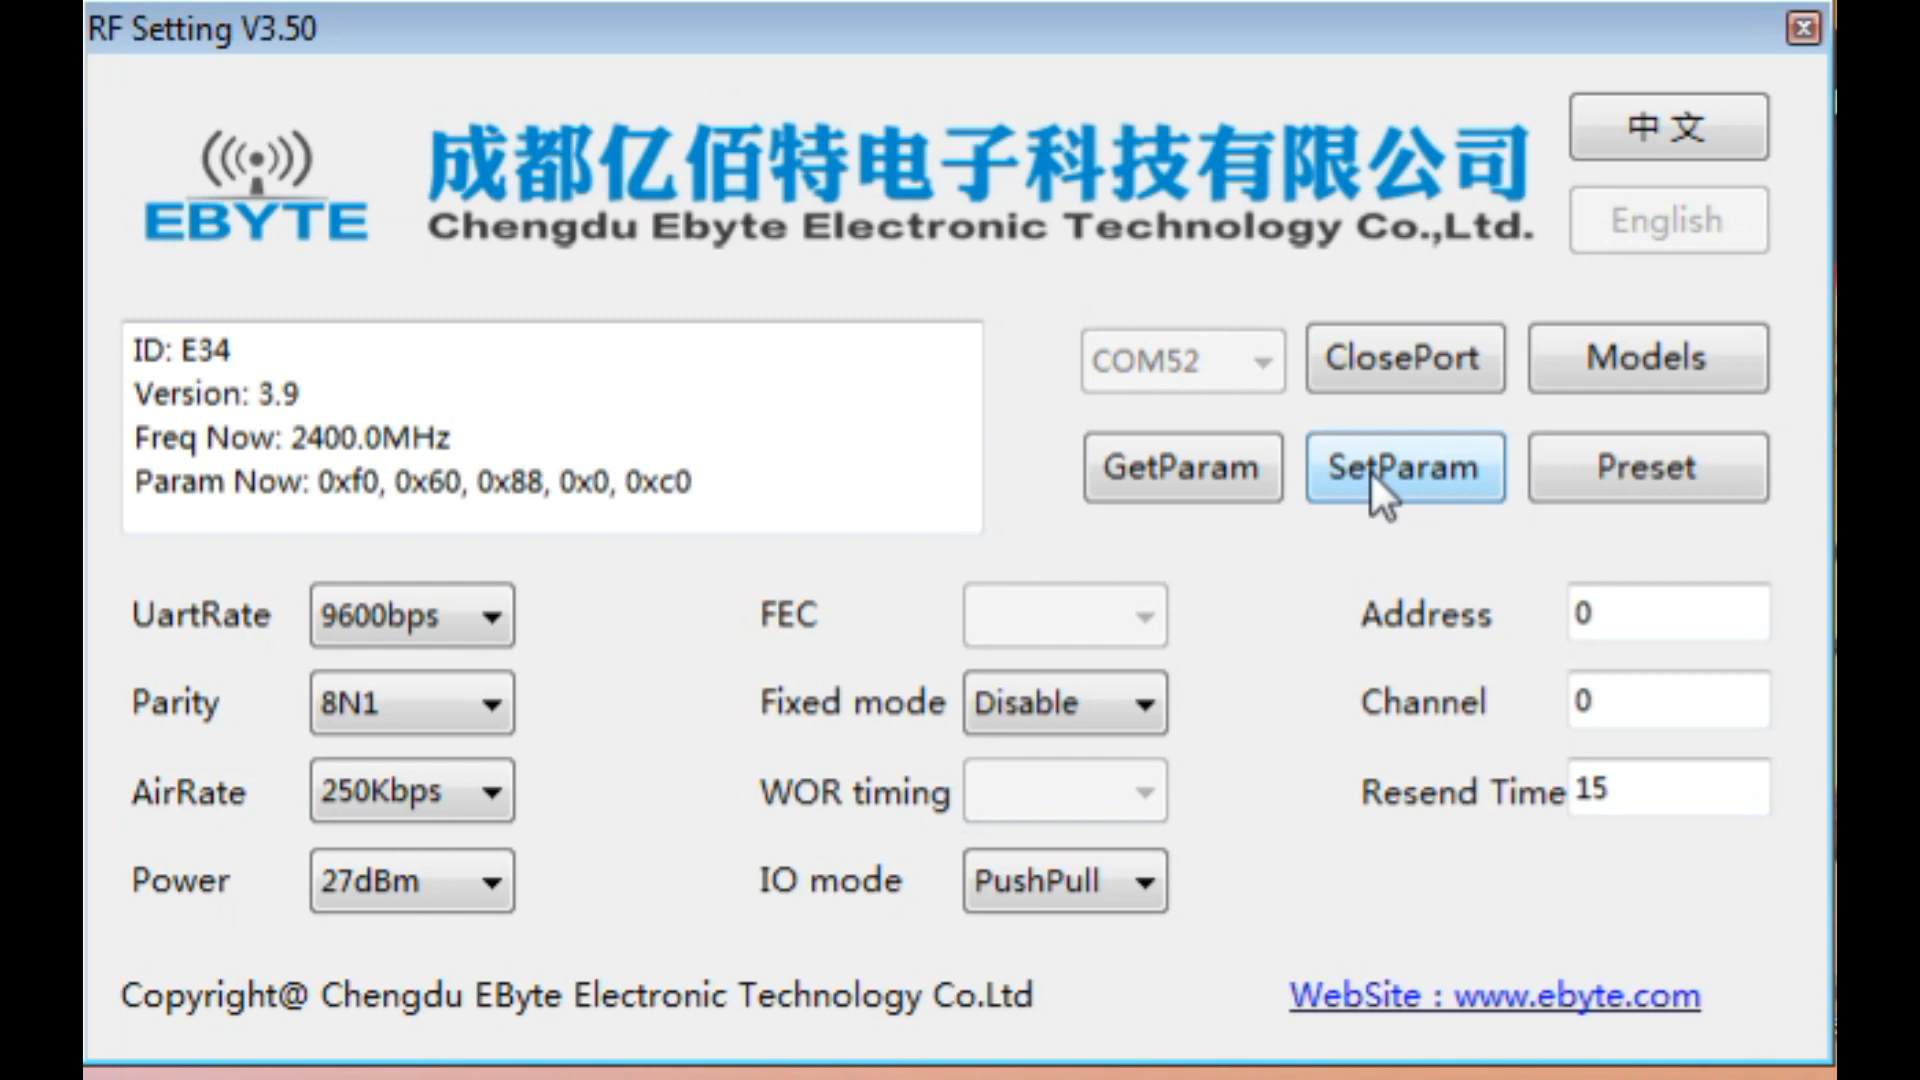 RF Setting V3.50
EBYTE
成都亿佰特电子科技有限公司
Chengdu Ebyte Electronic Technology Co.,Ltd.
中文
English
ID: E34
Version: 3.9
Freq Now: 2400.0MHz
Param Now: 0xf0, 0x60, 0x88, 0x0, 0xc0
COM52
ClosePort
Models
GetParam
SetParam
Preset
UartRate 9600bps
FEC
Address 0
Parity 8N1
Fixed mode Disable
Channel 0
AirRate 250Kbps
WOR timing
Resend Time 15
Power 27dBm
IO mode PushPull
Copyright@ Chengdu EByte Electronic Technology Co.Ltd
WebSite : www.ebyte.com